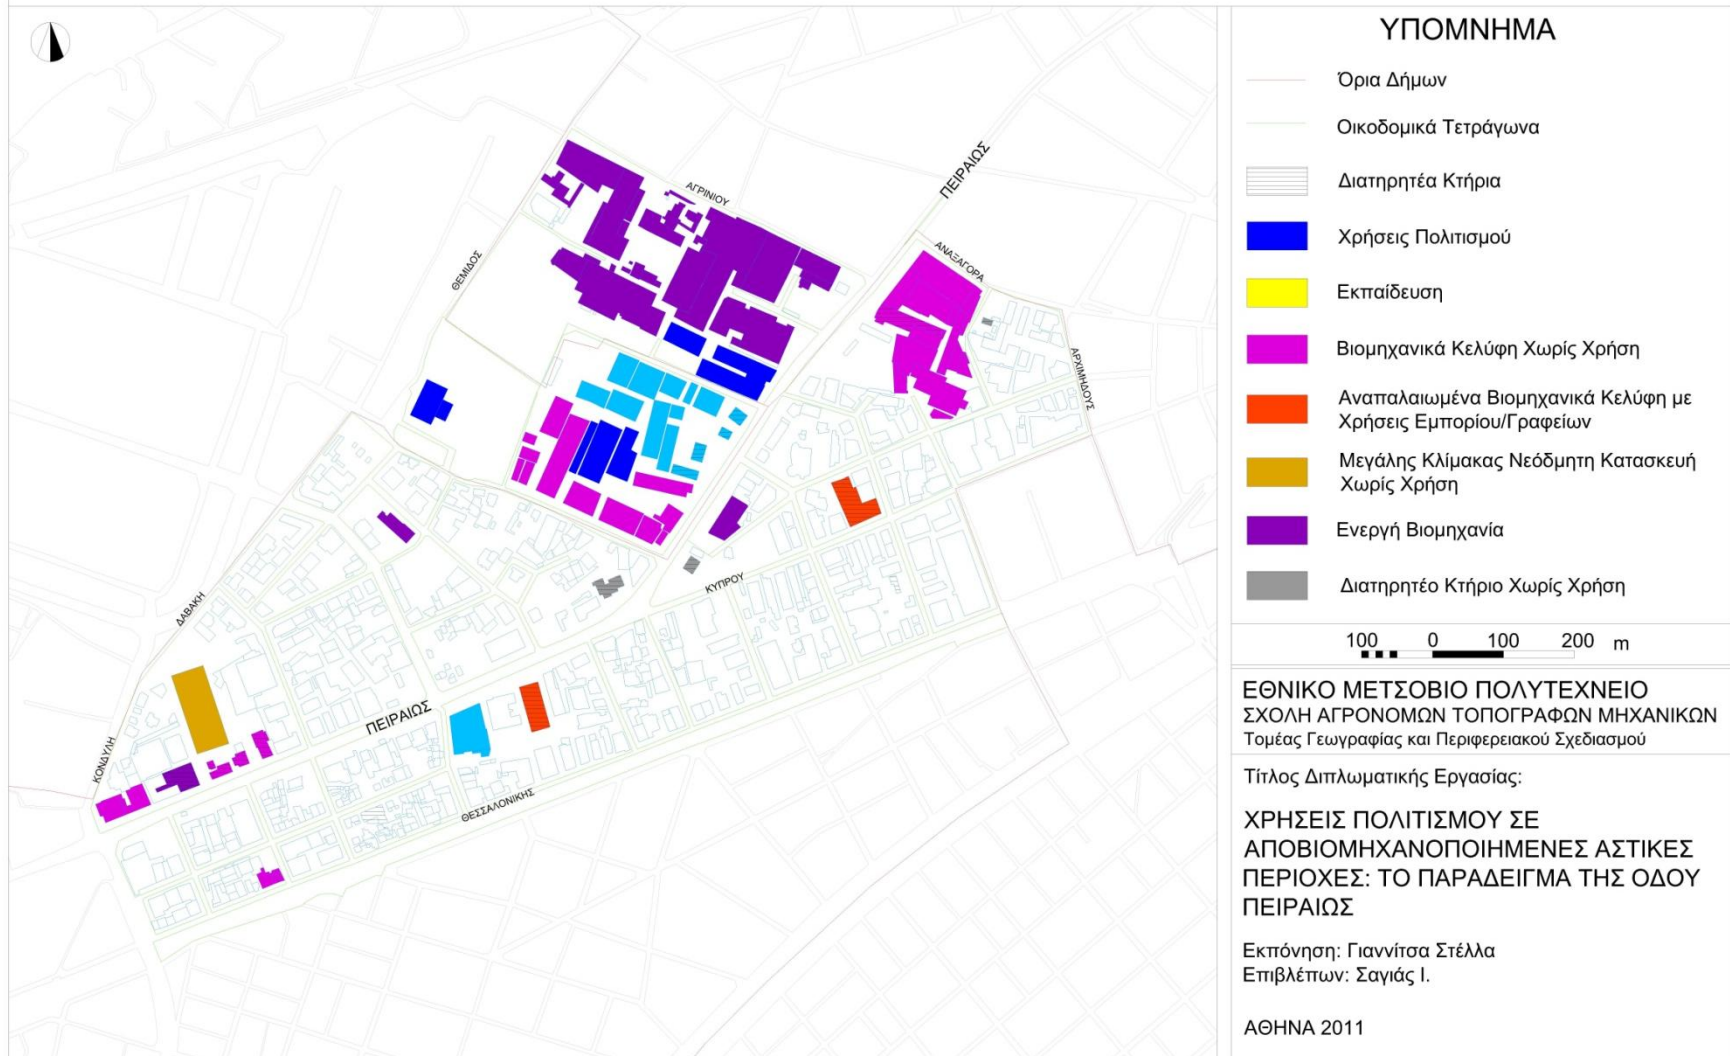 ΑΓΡΙΝΙΟΥ
ΠΕΙΡΑΙΩΣ
ΑΝΑΞΑΓΟΡΑ
ΘΕΜΙΔΟΣ
ΑΡΧΙΜΗΔΟΥΣ
ΚΥΠΡΟΥ
ΔΑΒΑΚΗ
ΠΕΙΡΑΙΩΣ
ΚΟΝΔΥΛΗ
ΘΕΣΣΑΛΟΝΙΚΗΣ
ΥΠΟΜΝΗΜΑ
Όρια Δήμων
Οικοδομικά Τετράγωνα
Διατηρητέα Κτήρια
Χρήσεις Πολιτισμού
Εκπαίδευση
Βιομηχανικά Κελύφη Χωρίς Χρήση
Αναπαλαιωμένα Βιομηχανικά Κελύφη με
Χρήσεις Εμπορίου/Γραφείων
Μεγάλης Κλίμακας Νεόδμητη Κατασκευή
Χωρίς Χρήση
Ενεργή Βιομηχανία
Διατηρητέο Κτήριο Χωρίς Χρήση
100 0 100 200 m
ΕΘΝΙΚΟ ΜΕΤΣΟΒΙΟ ΠΟΛΥΤΕΧΝΕΙΟ
ΣΧΟΛΗ ΑΓΡΟΝΟΜΩΝ ΤΟΠΟΓΡΑΦΩΝ ΜΗΧΑΝΙΚΩΝ
Τομέας Γεωγραφίας και Περιφερειακού Σχεδιασμού
Τίτλος Διπλωματικής Εργασίας:
ΧΡΗΣΕΙΣ ΠΟΛΙΤΙΣΜΟΥ ΣΕ
ΑΠΟΒΙΟΜΗΧΑΝΟΠΟΙΗΜΕΝΕΣ ΑΣΤΙΚΕΣ
ΠΕΡΙΟΧΕΣ: ΤΟ ΠΑΡΑΔΕΙΓΜΑ ΤΗΣ ΟΔΟΥ
ΠΕΙΡΑΙΩΣ
Εκπόνηση: Γιαννίτσα Στέλλα
Επιβλέπων: Σαγιάς Ι.
ΑΘΗΝΑ 2011